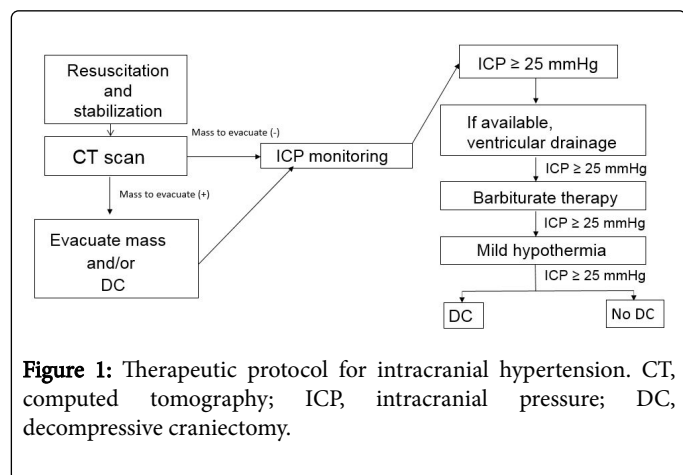 Resuscitation
and
stabilization
CT scan
Mass to evacuate (-)
Mass to evacuate (+)
Evacuate mass
and/or
DC
ICP monitoring
ICP ≥ 25 mmHg
If available,
ventricular drainage
ICP ≥ 25 mmHg
Barbiturate therapy
ICP ≥ 25 mmHg
Mild hypothermia
ICP ≥ 25 mmHg
DC
No DC
Figure 1: Therapeutic protocol for intracranial hypertension. CT,
computed tomography; ICP, intracranial pressure; DC,
decompressive craniectomy.